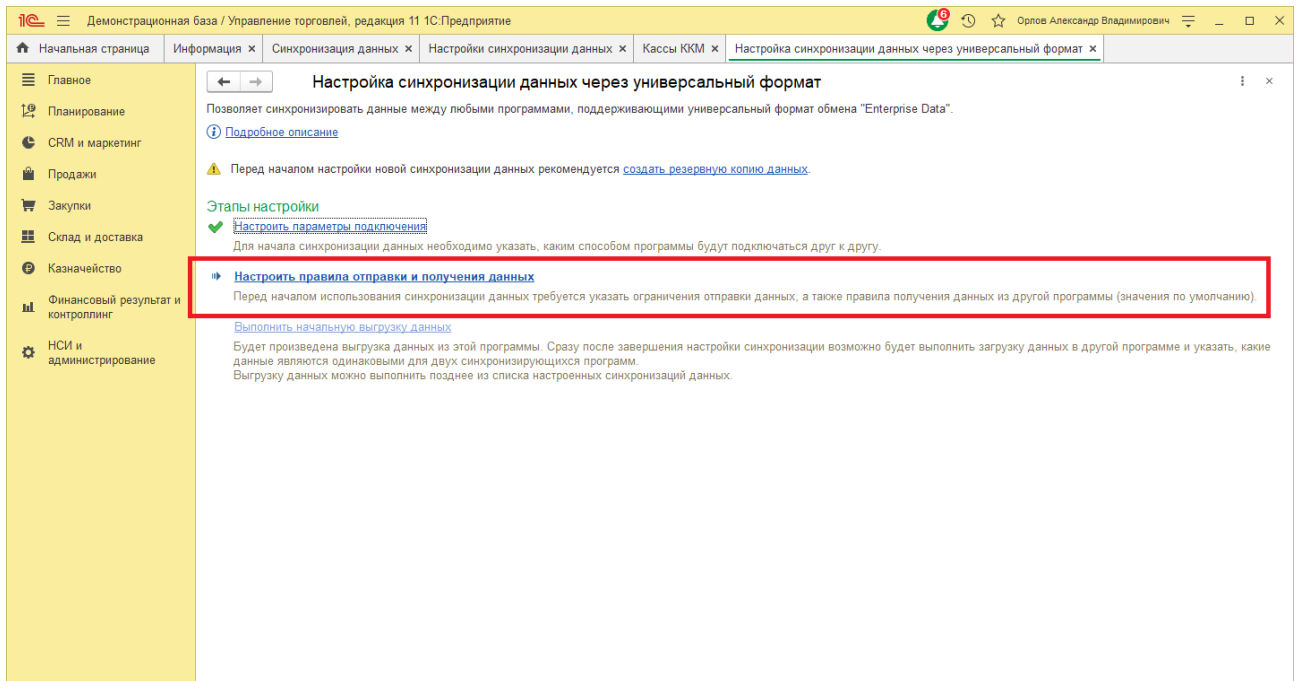 1С Демонстрационная база / Управление торговлей, редакция 11 1С:Предприятие 6 Орлов Александр Владимирович
Начальная страница Информация × Синхронизация данных × Настройки синхронизации данных × Кассы ККМ × Настройка синхронизации данных через универсальный формат ×
Главное
Планирование
CRM и маркетинг
Продажи
Закупки
Склад и доставка
Казначейство
Финансовый результат и
контроллинг
НСИ и
администрирование
Настройка синхронизации данных через универсальный формат
Позволяет синхронизировать данные между любыми программами, поддерживающими универсальный формат обмена "Enterprise Data".
Подробное описание
Перед началом настройки новой синхронизации данных рекомендуется создать резервную копию данных.
Этапы настройки
Настроить параметры подключения
Для начала синхронизации данных необходимо указать, каким способом программы будут подключаться друг к другу.
Настроить правила отправки и получения данных
Перед началом использования синхронизации данных требуется указать ограничения отправки данных, а также правила получения данных из другой программы (значения по умолчанию).
Выполнить начальную выгрузку данных
Будет произведена выгрузка данных из этой программы. Сразу после завершения настройки синхронизации возможно будет выполнить загрузку данных в другой программе и указать, какие
данные являются одинаковыми для двух синхронизирующихся программ.
Выгрузку данных можно выполнить позднее из списка настроенных синхронизаций данных.